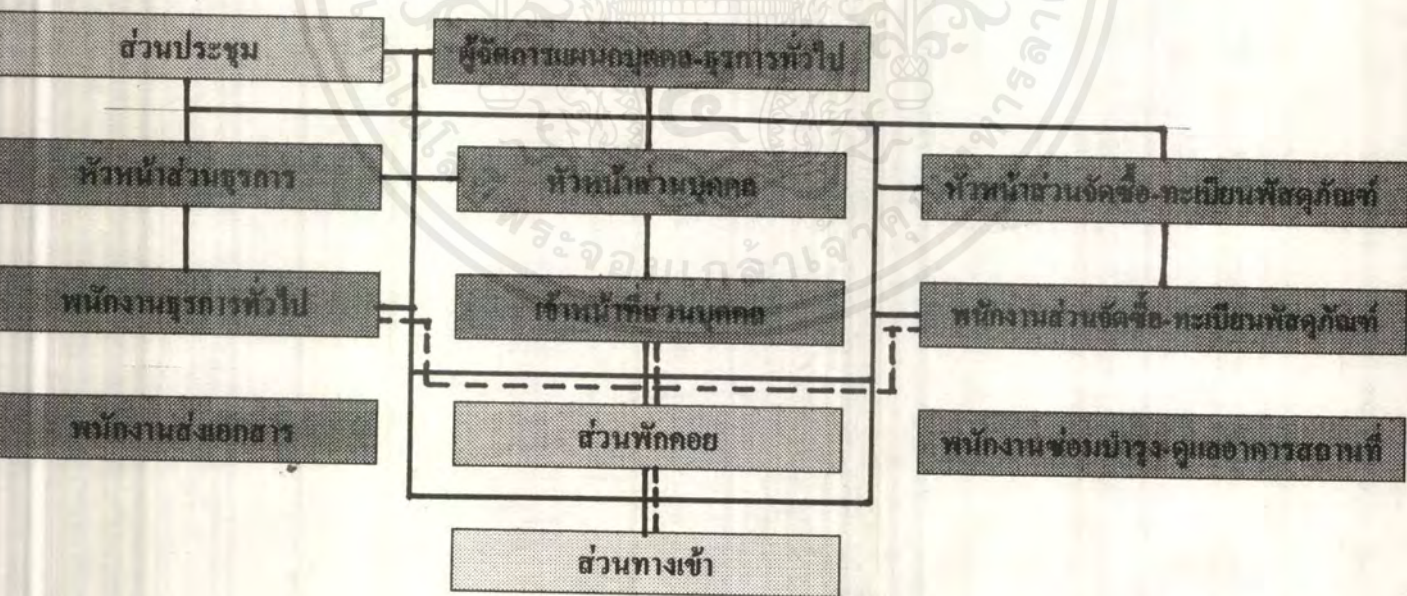 ส่วนประชุม
ผู้จัดการแผนกบุคคล-ธุรการทั่วไป
หัวหน้าส่วนธุรการ
หัวหน้าส่วนบุคคล
หัวหน้าส่วนจัดซื้อ-ทะเบียนพัสดุภัณฑ์
พนักงานธุรการทั่วไป
เจ้าหน้าที่ส่วนบุคคล
พนักงานส่วนจัดซื้อ-ทะเบียนพัสดุภัณฑ์
พนักงานส่งเอกสาร
ส่วนพักคอย
พนักงานซ่อมบำรุง-ดูแลอาคารสถานที่
ส่วนทางเข้า